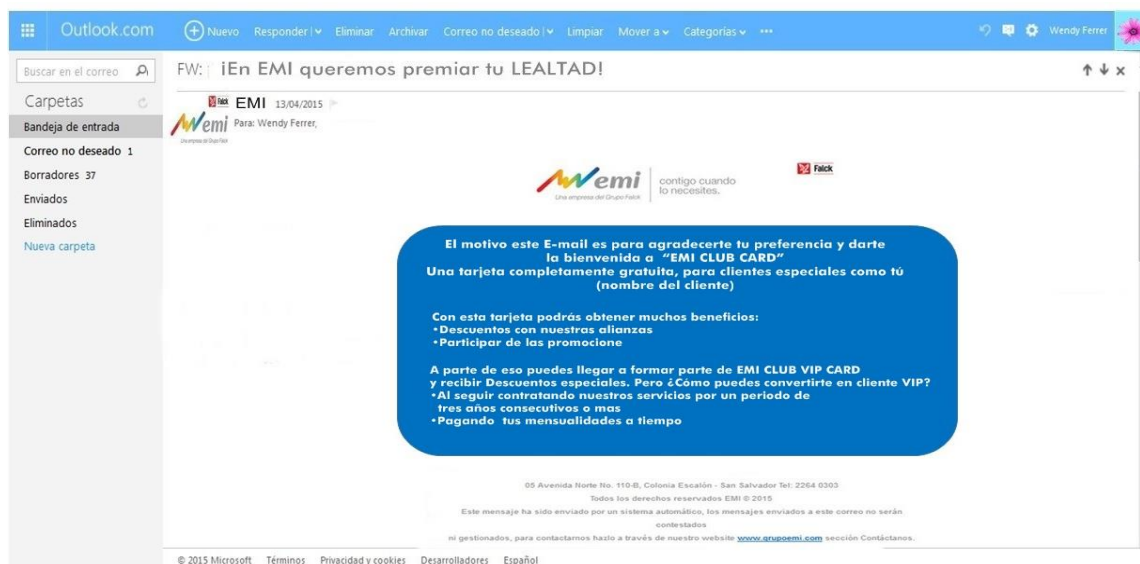 Outlook.com
Nuevo Responder Eliminar Archivar Correo no deseado Limpiar Mover a Categorías ···
Wendy Ferrer
Buscar en el correo
FW: ¡En EMI queremos premiar tu LEALTAD!
Carpetas
Bandeja de entrada
Correo no deseado 1
Borradores 37
Enviados
Eliminados
Nueva carpeta
EMI 13/04/2015
Para: Wendy Ferrer,
emi
Una empresa del Grupo Falck
emi
Una empresa del Grupo Falck
contigo cuando
lo necesites.
Falck
El motivo este E-mail es para agradecerte tu preferencia y darte
la bienvenida a "EMI CLUB CARD”
Una tarjeta completamente gratuita, para clientes especiales como tú
(nombre del cliente)
Con esta tarjeta podrás obtener muchos beneficios:
•Descuentos con nuestras alianzas
•Participar de las promocione
A parte de eso puedes llegar a formar parte de EMI CLUB VIP CARD
y recibir Descuentos especiales. Pero ¿Cómo puedes convertirte en cliente VIP?
•Al seguir contratando nuestros servicios por un periodo de
tres años consecutivos o mas
•Pagando tus mensualidades a tiempo
05 Avenida Norte No. 110-B, Colonia Escalón - San Salvador Tel: 2264 0303
Todos los derechos reservados EMI © 2015
Este mensaje ha sido enviado por un sistema automático, los mensajes enviados a este correo no serán
contestados
ni gestionados, para contactarnos hazlo a través de nuestro website www.grupoemi.com sección Contáctanos.
© 2015 Microsoft Términos Privacidad y cookies Desarrolladores Español